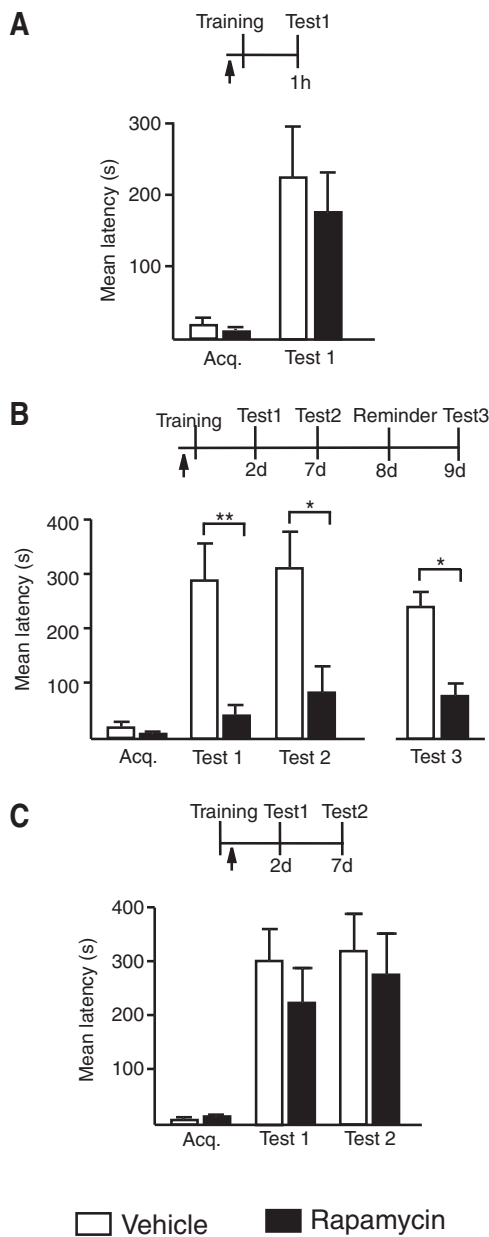 A
Training Test1
1h
Mean latency (s)
300
200
100
Acq. Test 1
B
Training Test1 Test2 Reminder Test3
2d 7d 8d 9d
Mean latency (s)
400
300
200
100
** * *
Acq. Test 1 Test 2 Test 3
C
Training Test1 Test2
2d 7d
Mean latency (s)
400
300
200
100
Acq. Test 1 Test 2
Vehicle Rapamycin